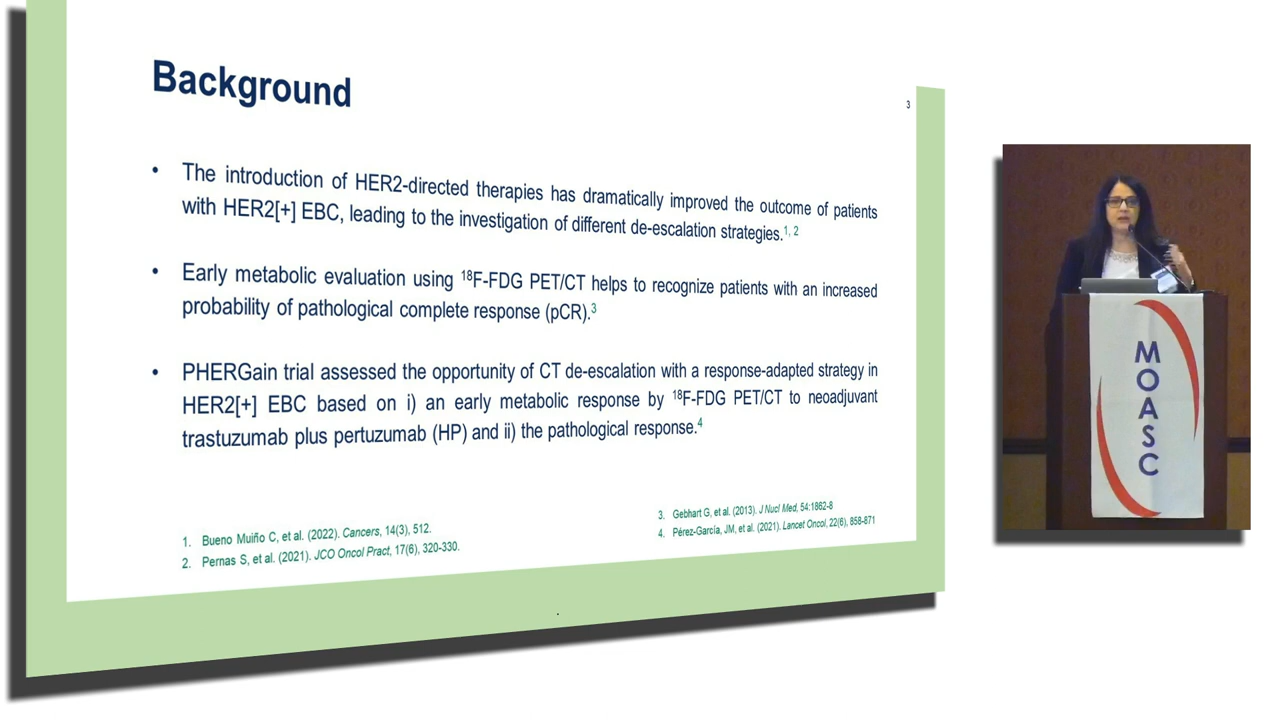 Background
3
• The introduction of HER2-directed therapies has dramatically improved the outcome of patients
with HER2[+] EBC, leading to the investigation of different de-escalation strategies.1, 2
• Early metabolic evaluation using 18F-FDG PET/CT helps to recognize patients with an increased
probability of pathological complete response (pCR).3
• PHERGain trial assessed the opportunity of CT de-escalation with a response-adapted strategy in
HER2[+] EBC based on i) an early metabolic response by 18F-FDG PET/CT to neoadjuvant
trastuzumab plus pertuzumab (HP) and ii) the pathological response.4
1. Bueno Muiño C, et al. (2022). Cancers, 14(3), 512.
2. Pernas S, et al. (2021). JCO Oncol Pract, 17(6), 320-330.
3. Gebhart G, et al. (2013). J Nucl Med, 54:1862-8
4. Pérez-García, JM, et al. (2021). Lancet Oncol, 22(6), 858-871
M
O
A
S
C